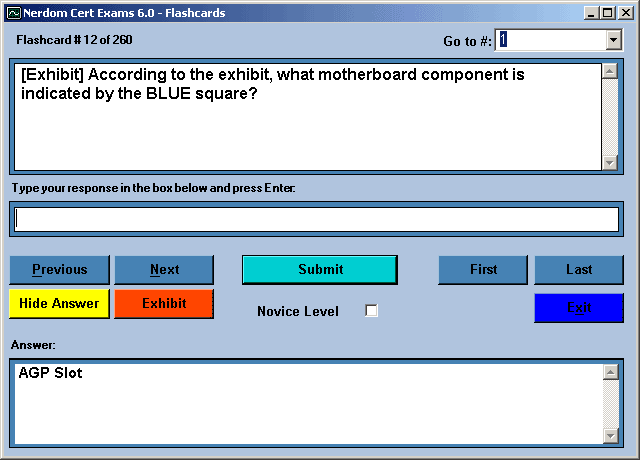 Nerdom Cert Exams 6.0 - Flashcards
Flashcard # 12 of 260
Go to #: 1
[Exhibit] According to the exhibit, what motherboard component is
indicated by the BLUE square?
Type your response in the box below and press Enter:
Previous Next Submit First Last
Hide Answer Exhibit Novice Level Exit
Answer:
AGP Slot